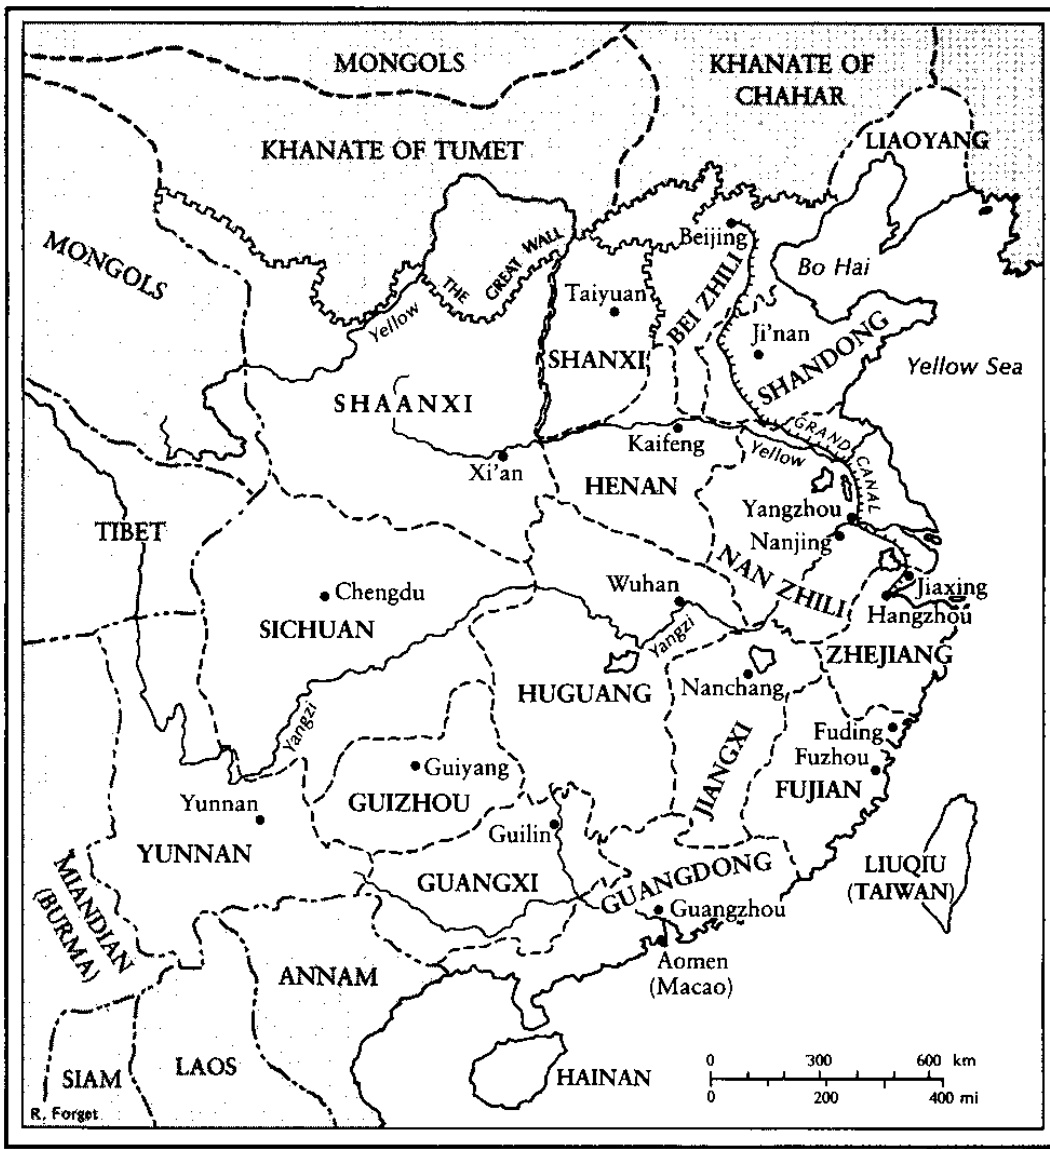 MONGOLS
KHANATE OF
CHAHAR
KHANATE OF TUMET
LIAOYANG
MONGOLS
THE GREAT WALL
Beijing
Bo Hai
BEI ZHILI
Taiyuan
Yellow
Ji'nan
SHANDONG
SHANXI
Yellow Sea
SHAANXI
GRAND CANAL
Kaifeng
Yellow
Xi'an
HENAN
Yangzhou
TIBET
Nanjing
NAN ZHILI
Wuhan
Jiaxing
Chengdu
Hangzhou
SICHUAN
Yangzi
ZHEJIANG
HUGUANG
Nanchang
Yangzi
Fuding
JIANGXI
Fuzhou
Guiyang
FUJIAN
GUIZHOU
Yunnan
Guilin
YUNNAN
LIUQIU
(TAIWAN)
GUANGXI
GUANGDONG
MIANDIAN
(BURMA)
Guangzhou
Aomen
(Macao)
ANNAM
LAOS
SIAM
HAINAN
0 300 600 km
0 200 400 mi
R. Forget